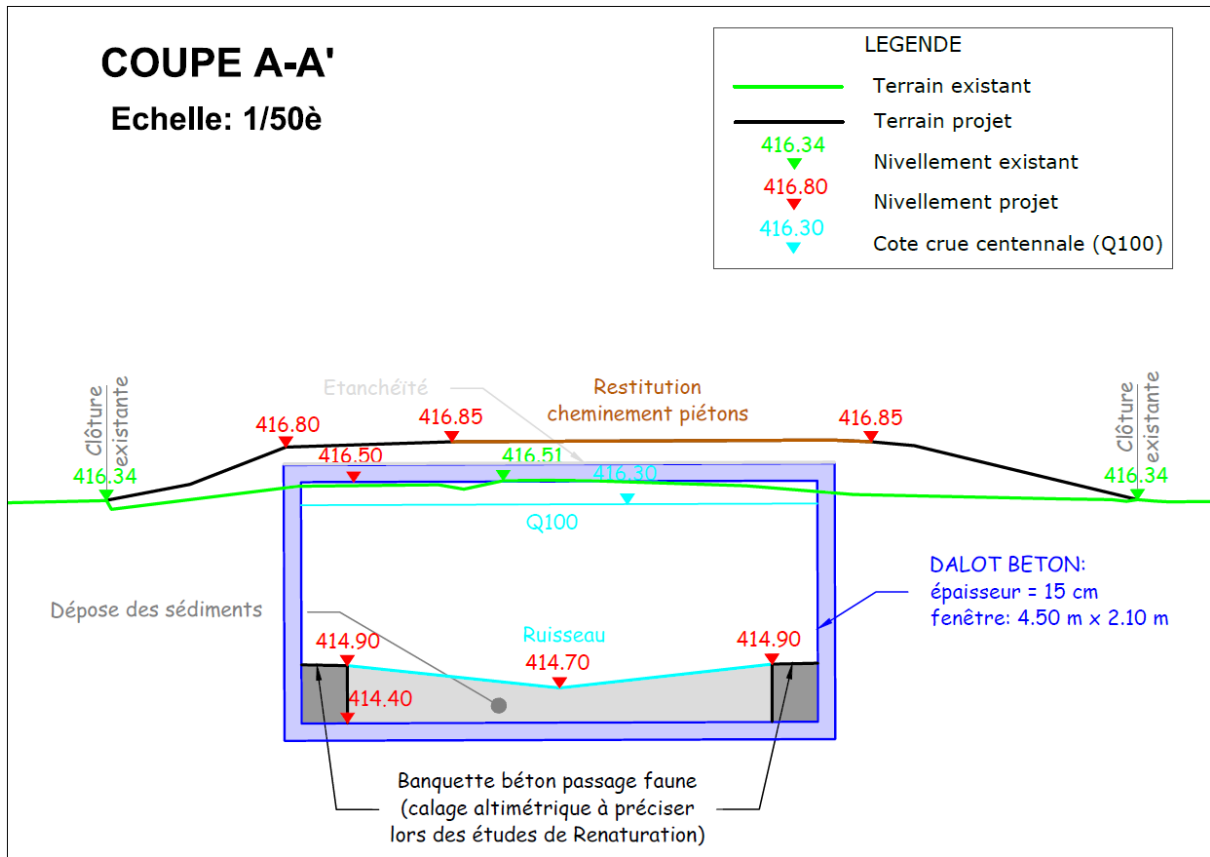 COUPE A-A'
Echelle: 1/50è
LEGENDE
Terrain existant
Terrain projet
416.34
Nivellement existant
416.80
Nivellement projet
416.30
Cote crue centennale (Q100)
Clôture
existante
416.34
416.80
Etanchéïté
416.85
Restitution
cheminement piétons
416.85
Clôture
existante
416.34
416.50
416.51
416.30
Q100
DALOT BETON:
épaisseur = 15 cm
fenêtre: 4.50 m x 2.10 m
Dépose des sédiments
Ruisseau
414.90
414.70
414.90
414.40
Banquette béton passage faune
(calage altimétrique à préciser
lors des études de Renaturation)